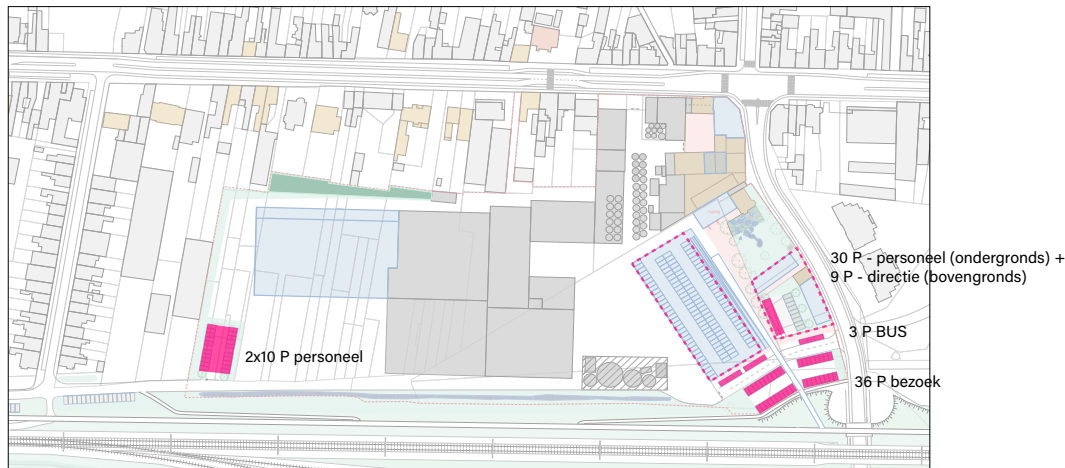 30 P - personeel (ondergronds) +
9 P - directie (bovengronds)
3 P BUS
2x10 P personeel
36 P bezoek